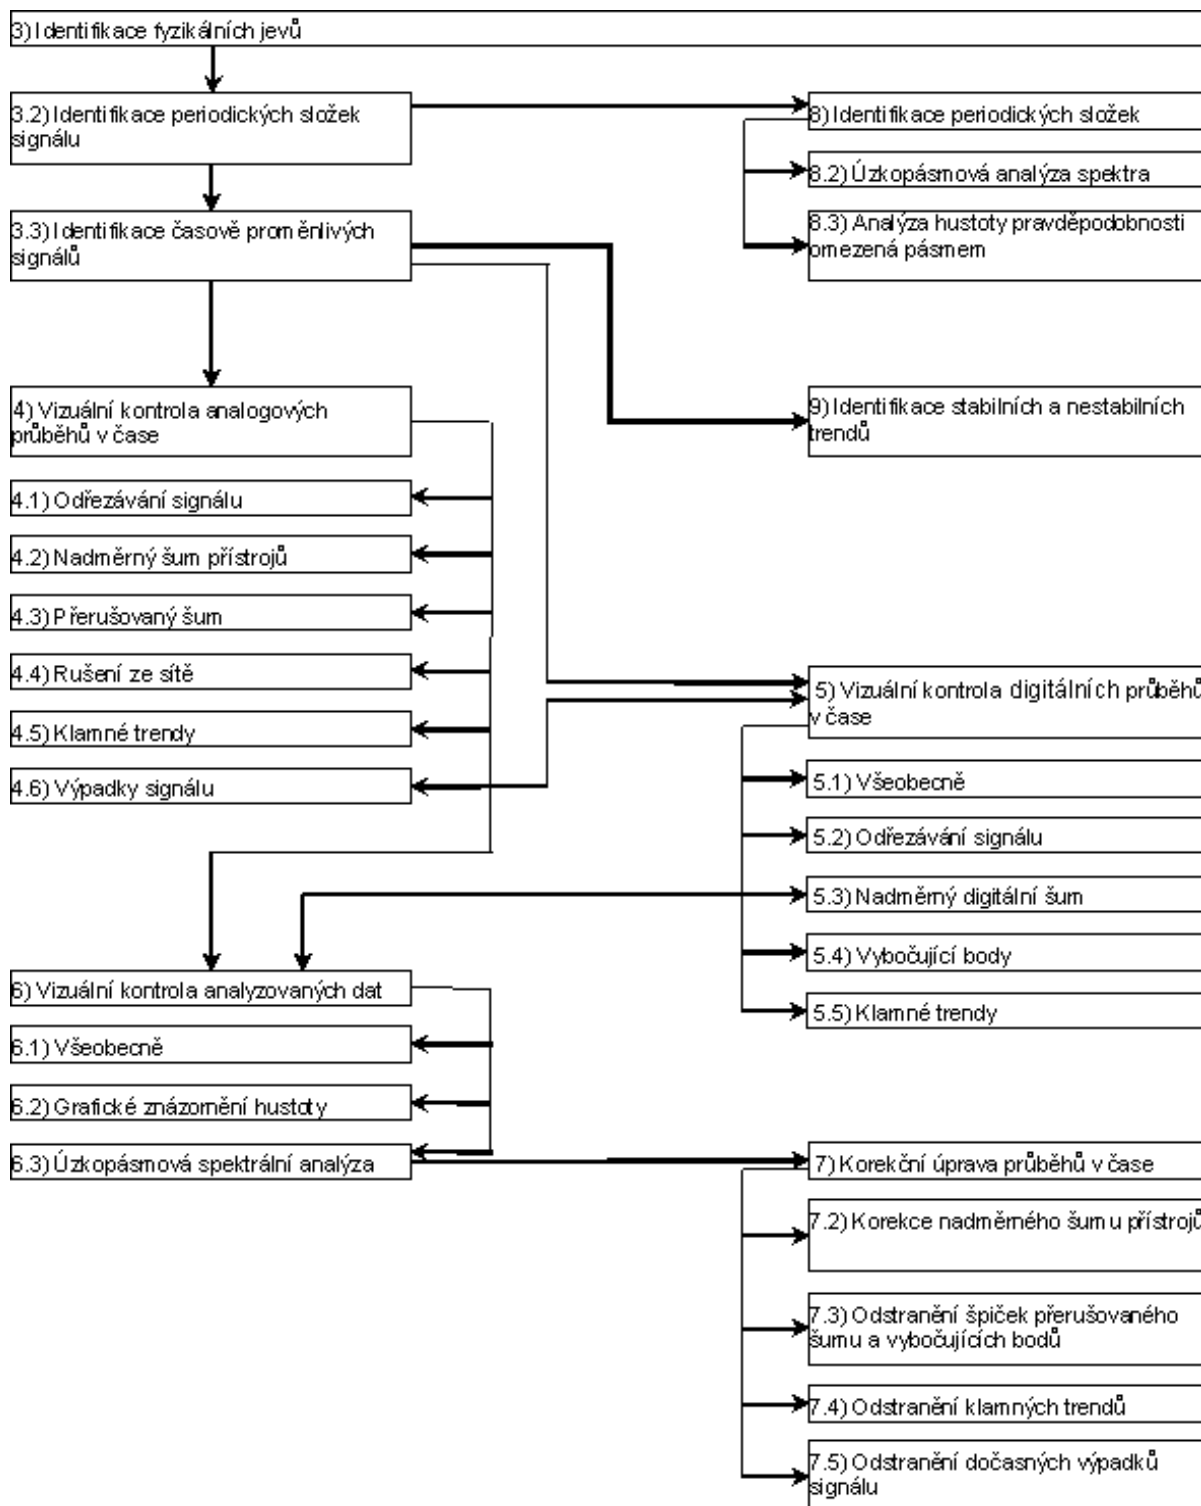 3) Identifikace fyzikálních jevů
3.2) Identifikace periodických složek
signálu
3.3) Identifikace časově proměnlivých
signálů
4) Vizuální kontrola analogových
průběhů v čase
4.1) Odřezávání signálu
4.2) Nadměrný šum přístrojů
4.3) Přerušovaný šum
4.4) Rušení ze sítě
4.5) Klamné trendy
4.6) Výpadky signálu
6) Vizuální kontrola analyzovaných dat
6.1) Všeobecně
6.2) Grafické znázornění hustoty
6.3) Úzkopásmová spektrální analýza
8) Identifikace periodických složek
8.2) Úzkopásmová analýza spektra
8.3) Analýza hustoty pravděpodobnosti
omezená pásmem
9) Identifikace stabilních a nestabilních
trendů
5) Vizuální kontrola digitálních průběhů
v čase
5.1) Všeobecně
5.2) Odřezávání signálu
5.3) Nadměrný digitální šum
5.4) Vybočující body
5.5) Klamné trendy
7) Korekční úprava průběhů v čase
7.2) Korekce nadměrného šumu přístrojů
7.3) Odstranění špiček přerušovaného
šumu a vybočujících bodů
7.4) Odstranění klamných trendů
7.5) Odstranění dočasných výpadků
signálu